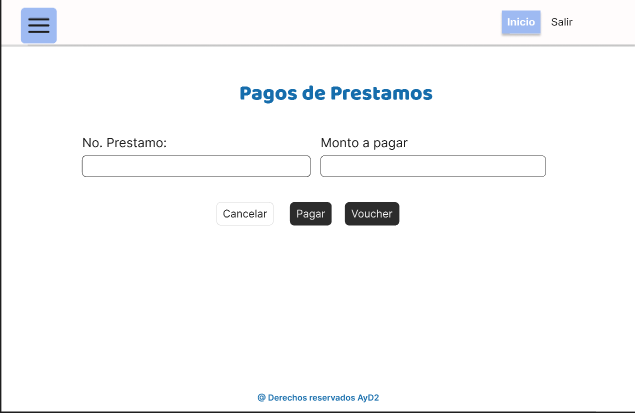 Inicio Salir
Pagos de Prestamos
No. Prestamo: Monto a pagar
Cancelar Pagar Voucher
@ Derechos reservados AyD2